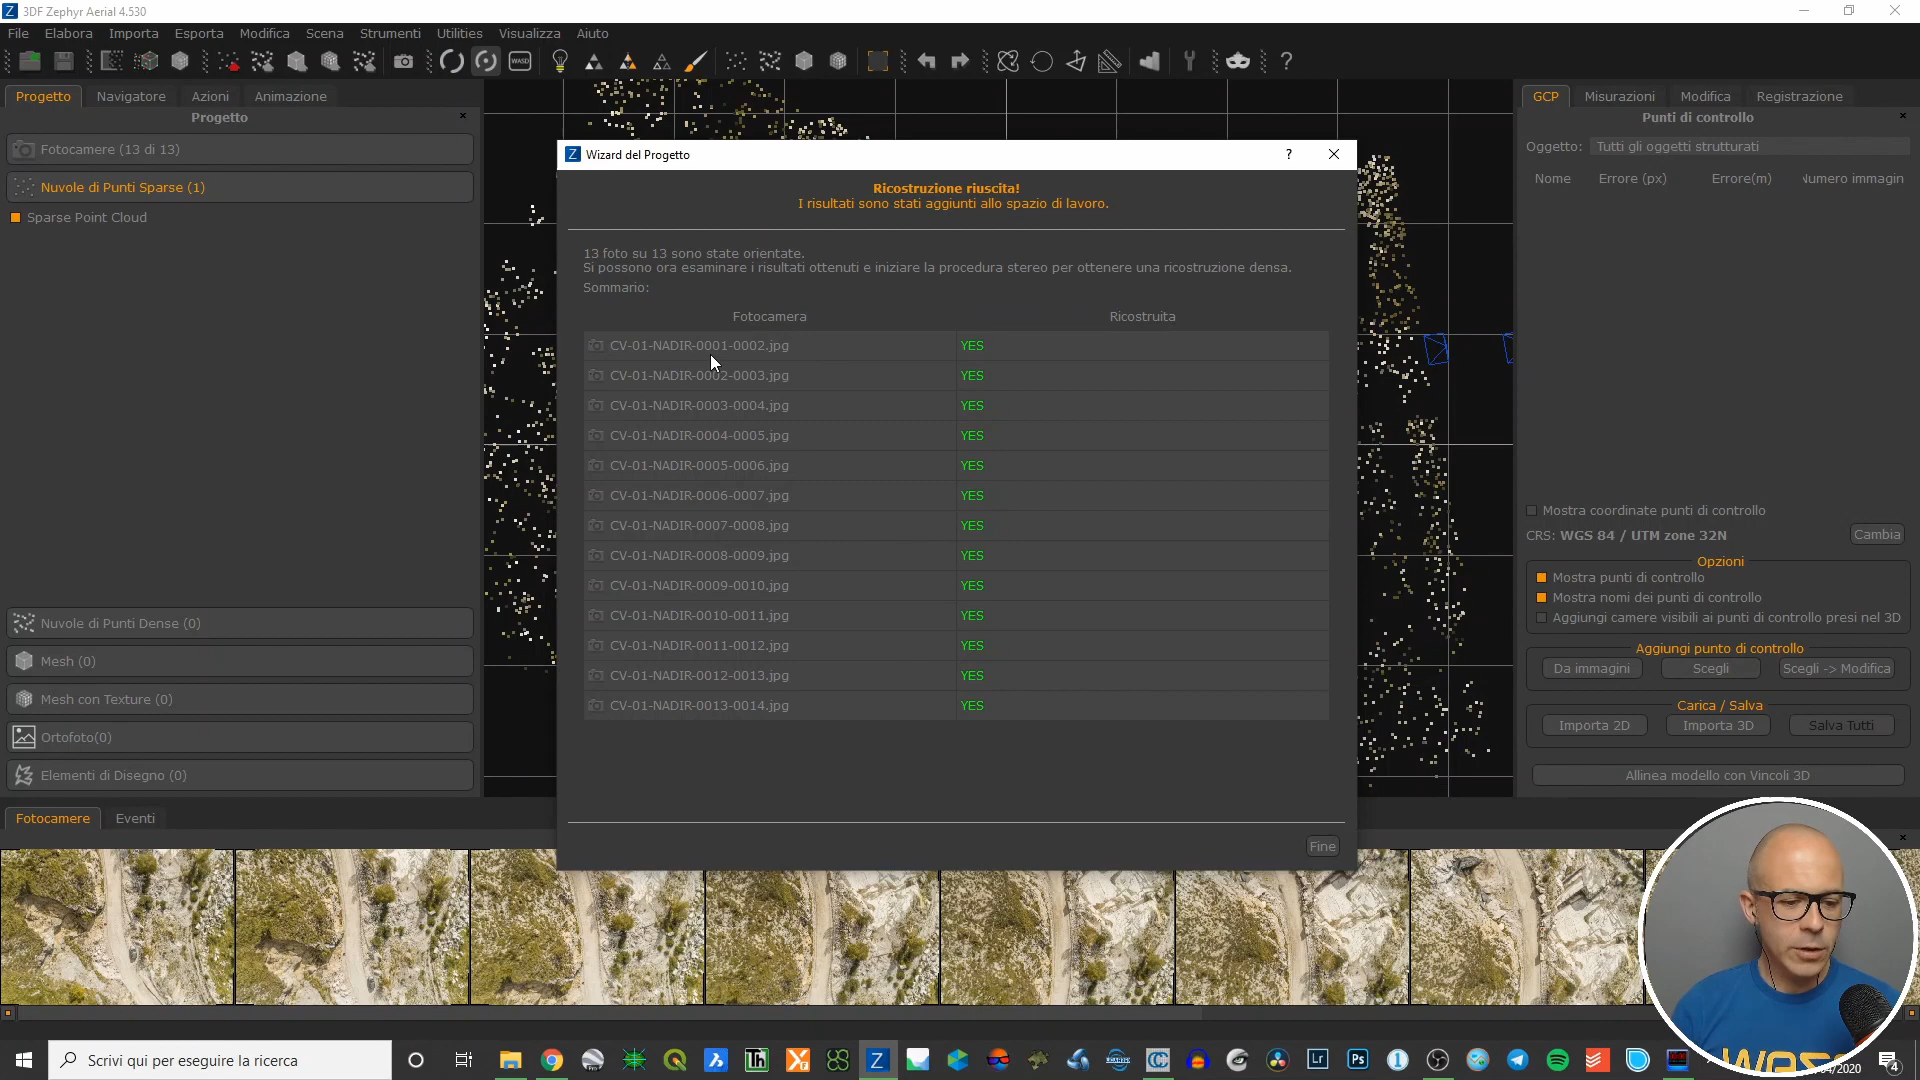 3DF Zephyr Aerial 4.530
File Elabora Importa Esporta Modifica Scena Strumenti Utilities Visualizza Aiuto
WASD
Progetto Navigatore Azioni Animazione
Progetto
Fotocamere (13 di 13)
Nuvole di Punti Sparse (1)
Sparse Point Cloud
Nuvole di Punti Dense (0)
Mesh (0)
Mesh con Texture (0)
Ortofoto(0)
Elementi di Disegno (0)
Fotocamere Eventi
Wizard del Progetto
Ricostruzione riuscita!
I risultati sono stati aggiunti allo spazio di lavoro.
13 foto su 13 sono state orientate.
Si possono ora esaminare i risultati ottenuti e iniziare la procedura stereo per ottenere una ricostruzione densa.
Sommario:
Fotocamera Ricostruita
CV-01-NADIR-0001-0002.jpg YES
CV-01-NADIR-0002-0003.jpg YES
CV-01-NADIR-0003-0004.jpg YES
CV-01-NADIR-0004-0005.jpg YES
CV-01-NADIR-0005-0006.jpg YES
CV-01-NADIR-0006-0007.jpg YES
CV-01-NADIR-0007-0008.jpg YES
CV-01-NADIR-0008-0009.jpg YES
CV-01-NADIR-0009-0010.jpg YES
CV-01-NADIR-0010-0011.jpg YES
CV-01-NADIR-0011-0012.jpg YES
CV-01-NADIR-0012-0013.jpg YES
CV-01-NADIR-0013-0014.jpg YES
Fine
GCP Misurazioni Modifica Registrazione
Punti di controllo
Oggetto: Tutti gli oggetti strutturati
Nome Errore (px) Errore(m) Numero immagin
Mostra coordinate punti di controllo
CRS: WGS 84 / UTM zone 32N Cambia
Opzioni
Mostra punti di controllo
Mostra nomi dei punti di controllo
Aggiungi camere visibili ai punti di controllo presi nel 3D
Aggiungi punto di controllo
Da immagini Scegli Scegli -> Modifica
Carica / Salva
Importa 2D Importa 3D Salva Tutti
Allinea modello con Vincoli 3D
Scrivi qui per eseguire la ricerca
Th
Lr
Ps
4